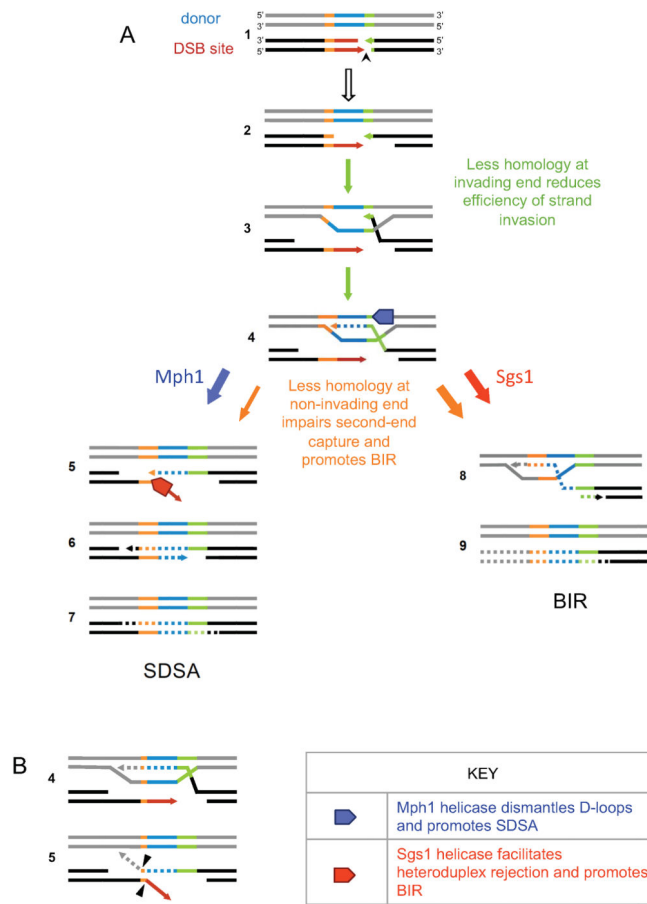 A
donor
DSB site
1
5' 3'
3' 5'
3' 5'
5' 3'
2
Less homology at
invading end reduces
efficiency of strand
invasion
3
4
Mph1
Less homology at
non-invading end
impairs second-end
capture and
promotes BIR
Sgs1
5
6
7
SDSA
8
9
BIR
B
4
5
KEY
Mph1 helicase dismantles D-loops
and promotes SDSA
Sgs1 helicase facilitates
heteroduplex rejection and promotes
BIR